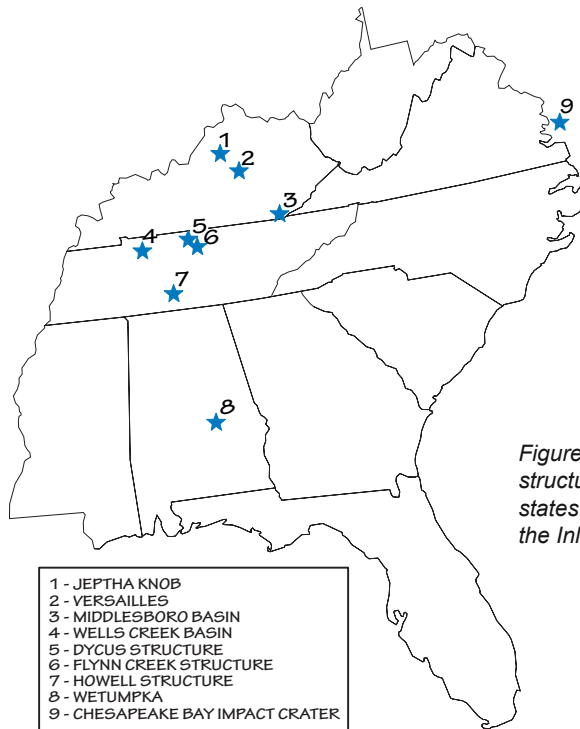 9
1
2
3
5
4
6
7
8
Figure
structu
states
the Inl
1 - JEPTHA KNOB
2 - VERSAILLES
3 - MIDDLESBORO BASIN
4 - WELLS CREEK BASIN
5 - DYCUS STRUCTURE
6 - FLYNN CREEK STRUCTURE
7 - HOWELL STRUCTURE
8 - WETUMPKA
9 - CHESAPEAKE BAY IMPACT CRATER